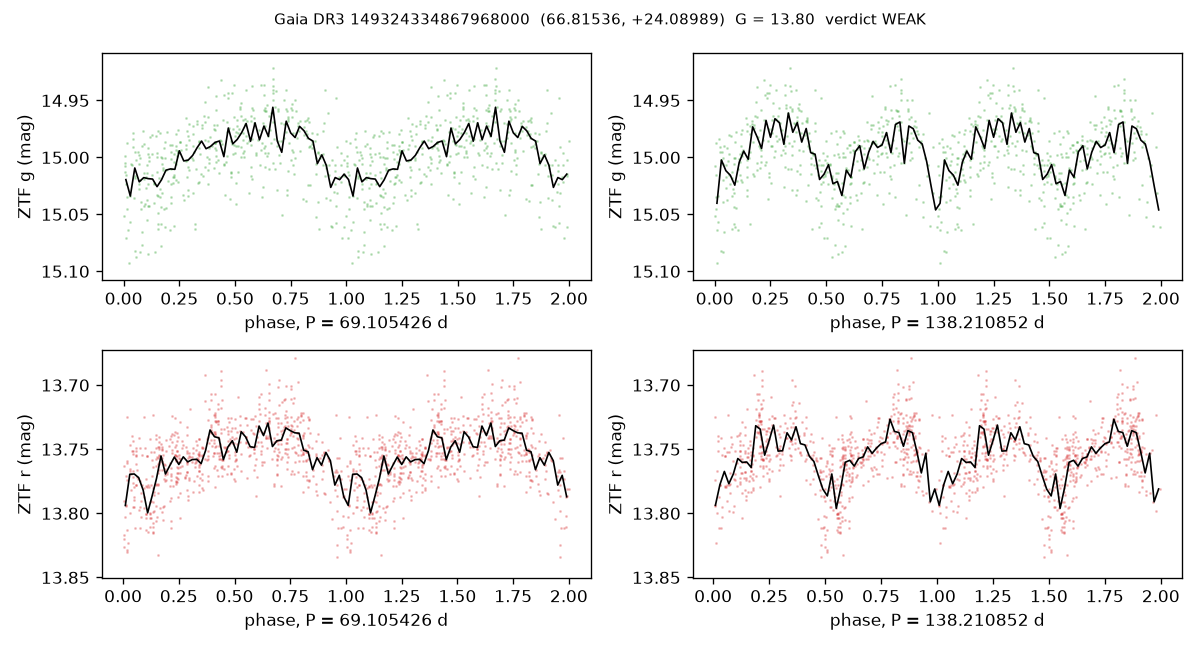 Gaia DR3 149324334867968000 (66.81536, +24.08989) G = 13.80 verdict WEAK
ZTF g (mag)
14.95
15.00
15.05
15.10
0.00 0.25 0.50 0.75 1.00 1.25 1.50 1.75 2.00
phase, P = 69.105426 d
ZTF g (mag)
14.95
15.00
15.05
15.10
0.00 0.25 0.50 0.75 1.00 1.25 1.50 1.75 2.00
phase, P = 138.210852 d
ZTF r (mag)
13.70
13.75
13.80
13.85
0.00 0.25 0.50 0.75 1.00 1.25 1.50 1.75 2.00
phase, P = 69.105426 d
ZTF r (mag)
13.70
13.75
13.80
13.85
0.00 0.25 0.50 0.75 1.00 1.25 1.50 1.75 2.00
phase, P = 138.210852 d